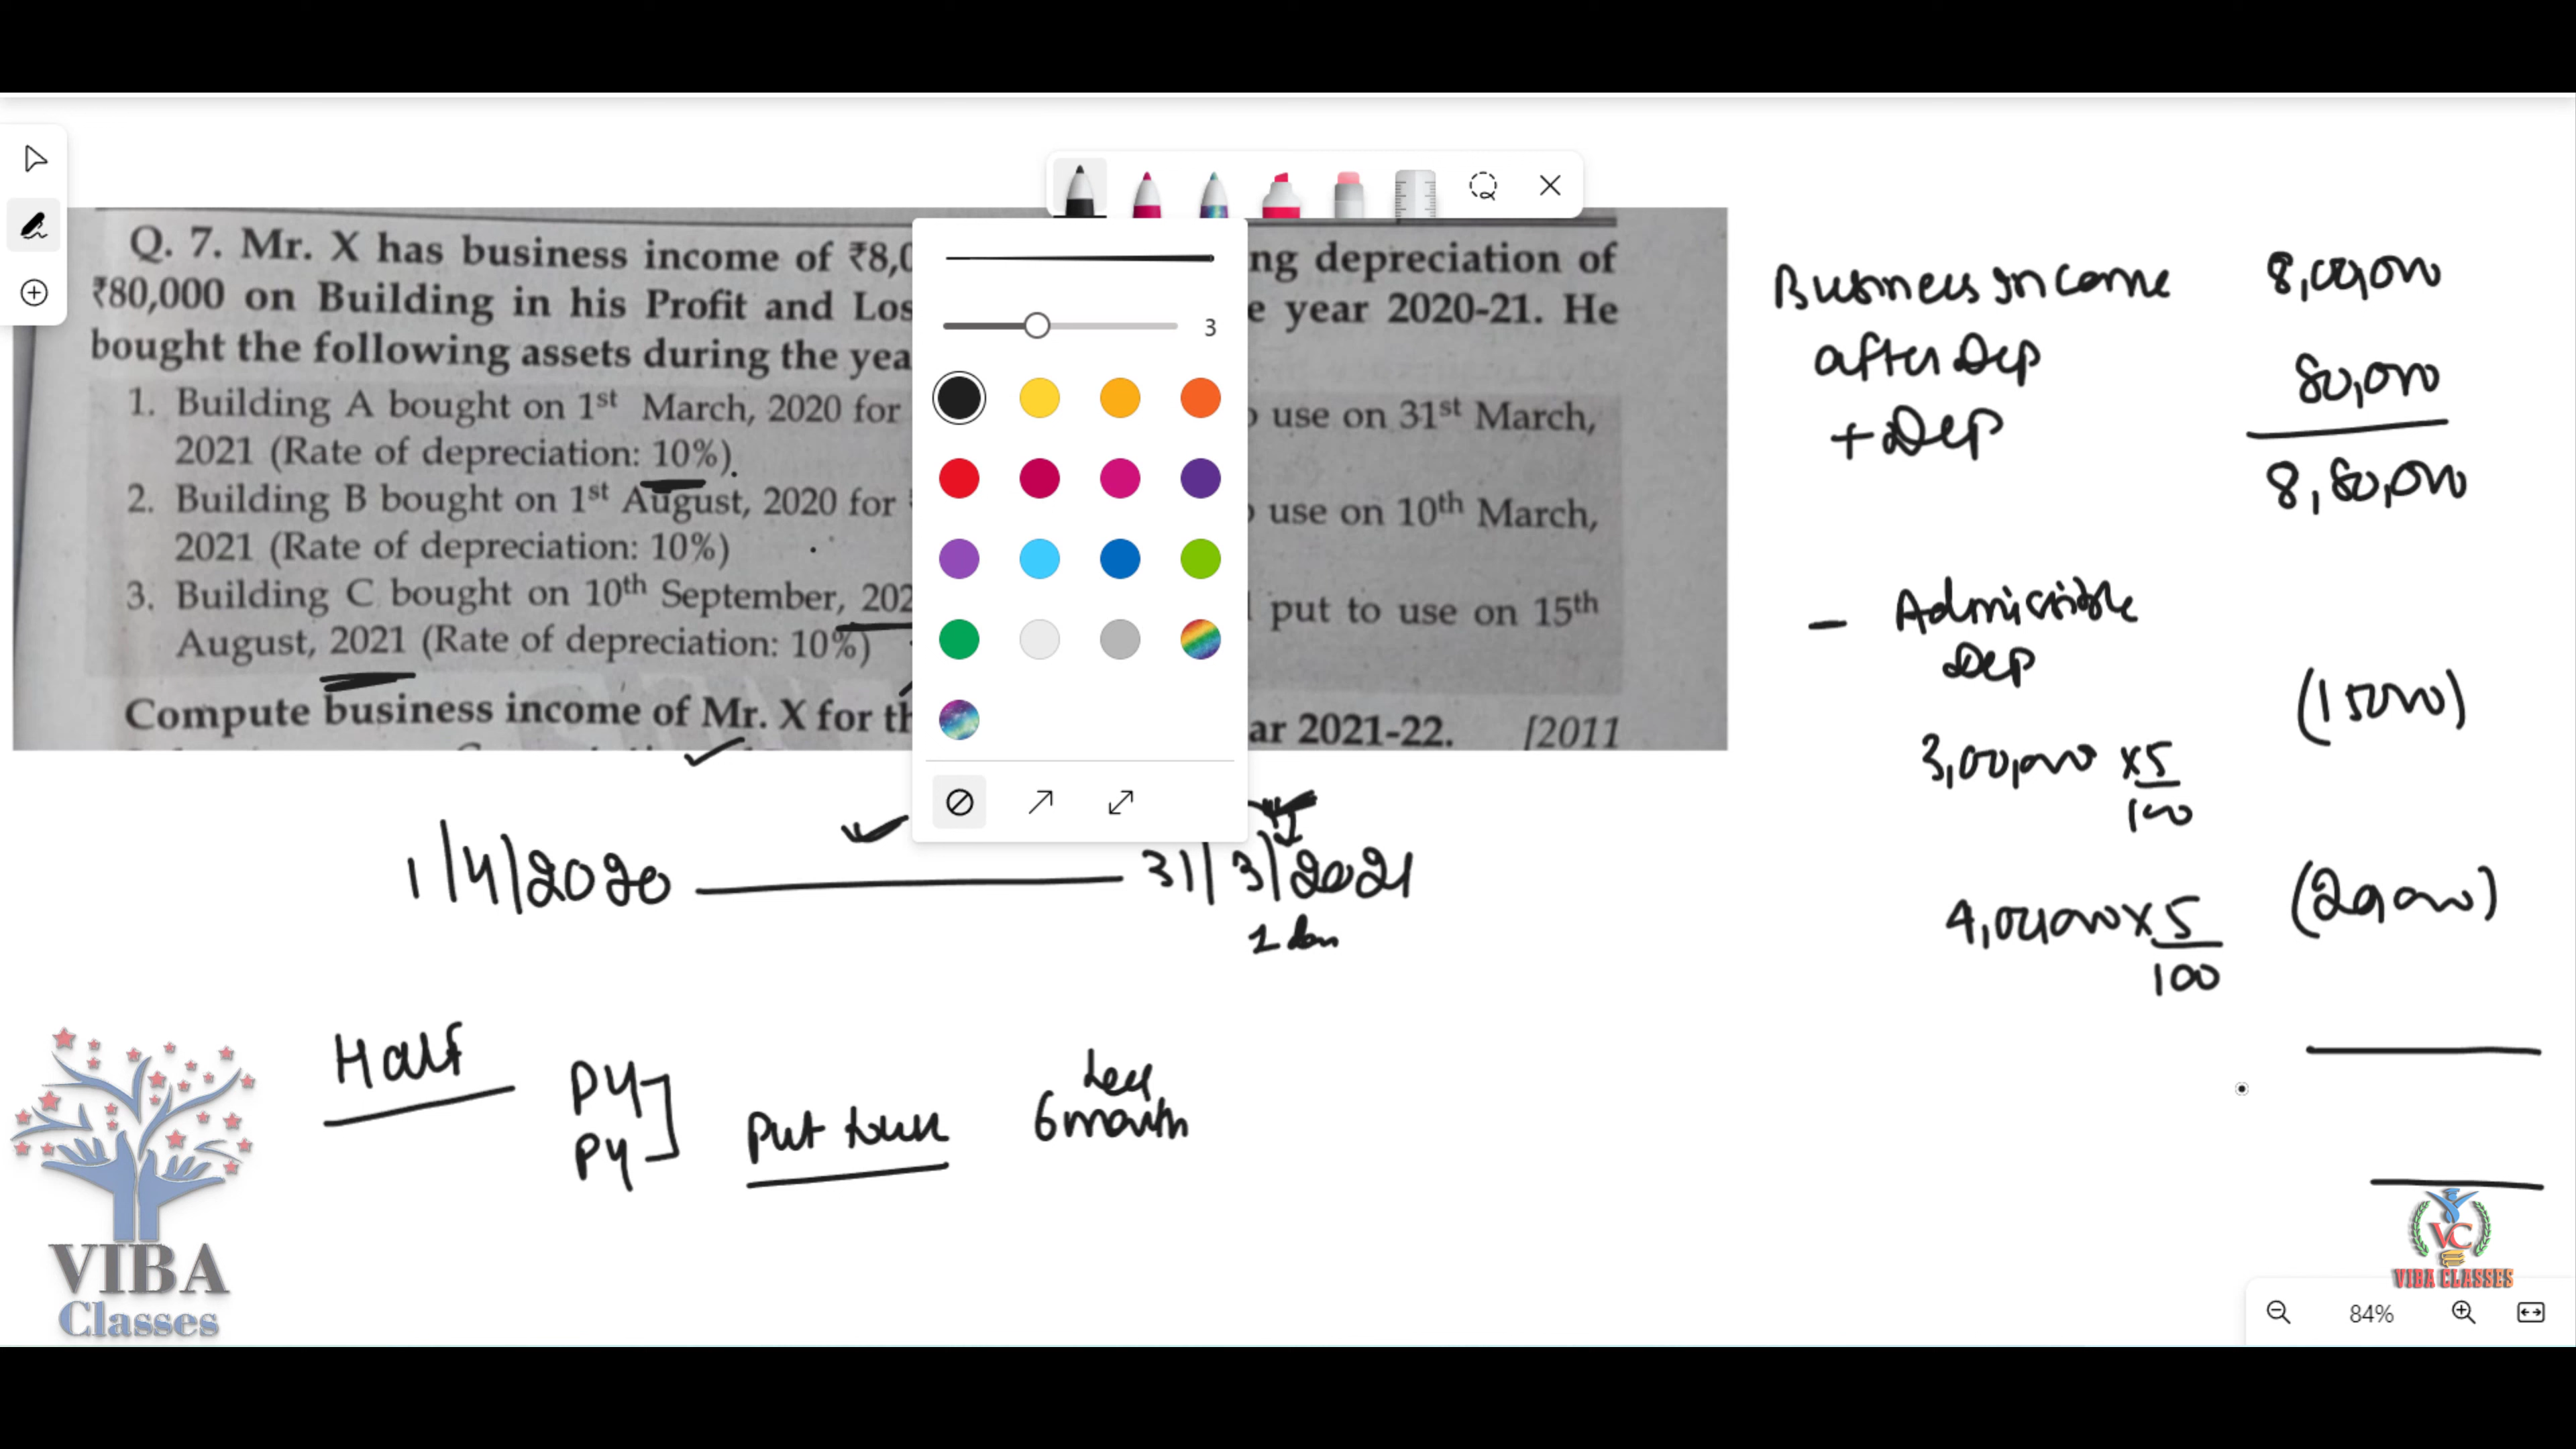 Q. 7. Mr. X has business income of ₹8,0 ng depreciation of
₹80,000 on Building in his Profit and Los e year 2020-21. He
bought the following assets during the yea
1. Building A bought on 1st March, 2020 for o use on 31st March,
2021 (Rate of depreciation: 10%).
2. Building B bought on 1st August, 2020 for o use on 10th March,
2021 (Rate of depreciation: 10%)
3. Building C bought on 10th September, 202 put to use on 15th
August, 2021 (Rate of depreciation: 10%)
Compute business income of Mr. X for th ar 2021-22. [2011
3
Business Income 8,00,000
after Dep 80,000
+Dep
8,80,000
- Admissible
Dep
(15000)
3,00,000 ×5
100
4,00,000×5
100
1/4/2020 31/3/2021
Half
PY
PY
Put to use
Less
6 month
VIBA
Classes
VC
VIBA CLASSES
84%